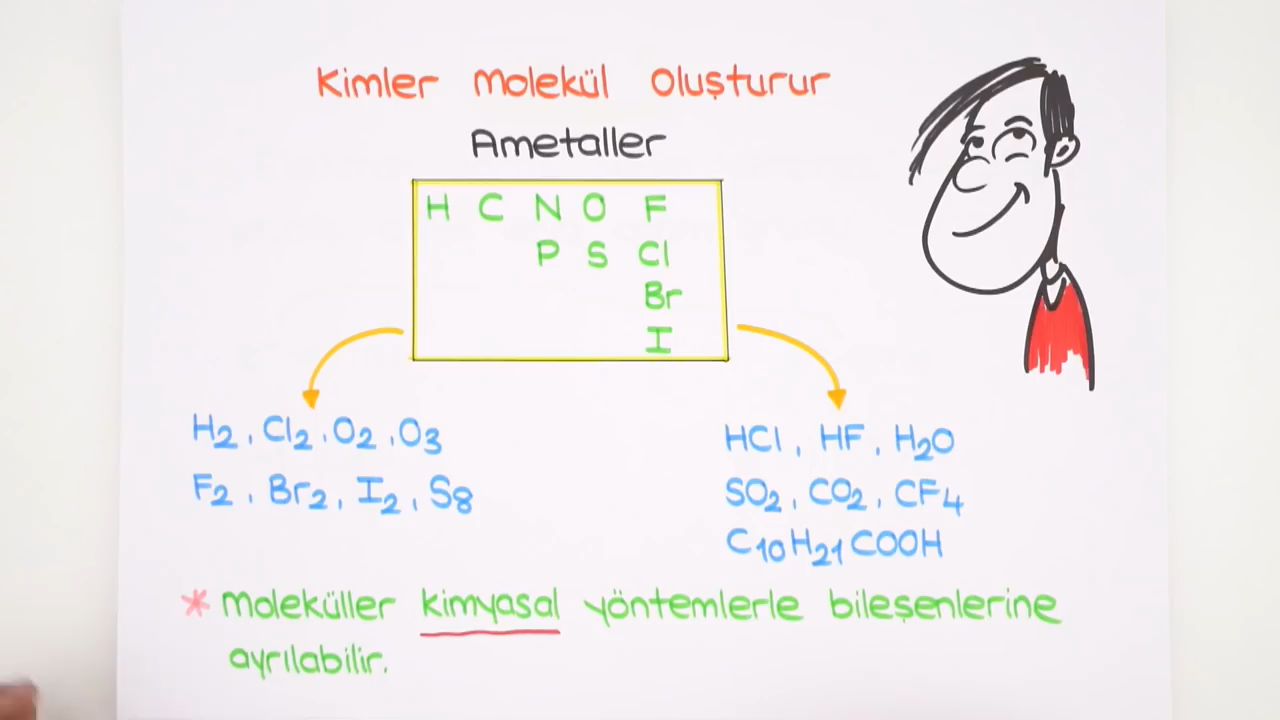 Kimler Molekül Oluşturur
Ametaller
H C N O F
P S Cl
Br
I
H2, Cl2, O2, O3
F2, Br2, I2, S8
HCl, HF, H2O
SO2, CO2, CF4
C10H21COOH
* moleküller kimyasal yöntemlerle bileşenlerine
ayrılabilir.